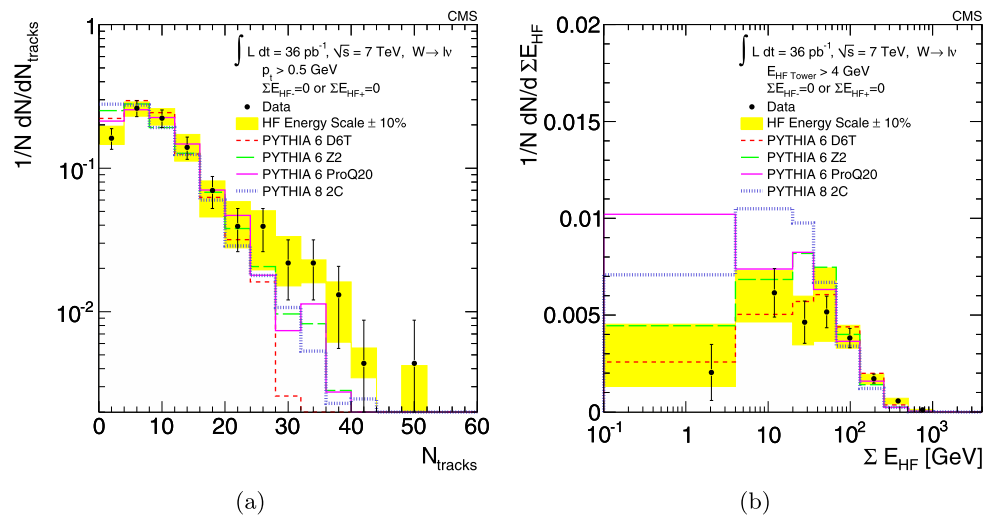 CMS
1/N dN/dN_tracks
∫ L dt = 36 pb⁻¹, √s = 7 TeV, W→ lν
p_t > 0.5 GeV
ΣE_HF-=0 or ΣE_HF+=0
Data
HF Energy Scale ± 10%
PYTHIA 6 D6T
PYTHIA 6 Z2
PYTHIA 6 ProQ20
PYTHIA 8 2C
1
10⁻¹
10⁻²
0 10 20 30 40 50 60
N_tracks
(a)
CMS
1/N dN/d ΣE_HF
∫ L dt = 36 pb⁻¹, √s = 7 TeV, W→ lν
E_HF Tower > 4 GeV
ΣE_HF-=0 or ΣE_HF+=0
Data
HF Energy Scale ± 10%
PYTHIA 6 D6T
PYTHIA 6 Z2
PYTHIA 6 ProQ20
PYTHIA 8 2C
0.02
0.015
0.01
0.005
0
10⁻¹ 1 10 10² 10³
Σ E_HF [GeV]
(b)